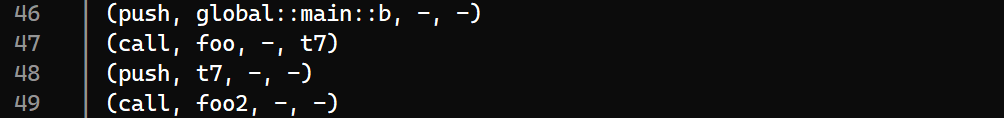 46 (push, global::main::b, -, -)
47 (call, foo, -, t7)
48 (push, t7, -, -)
49 (call, foo2, -, -)